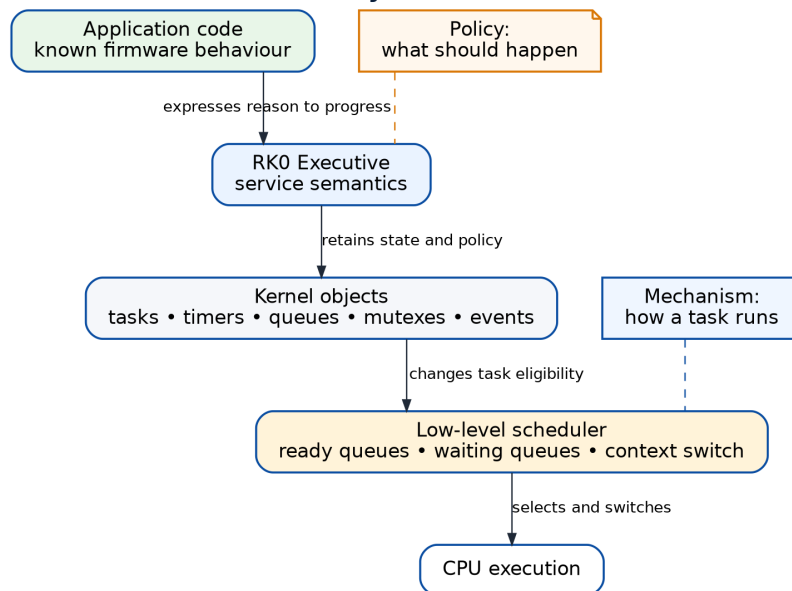 Application code
known firmware behaviour
Policy:
what should happen
expresses reason to progress
RK0 Executive
service semantics
retains state and policy
Kernel objects
tasks • timers • queues • mutexes • events
Mechanism:
how a task runs
changes task eligibility
Low-level scheduler
ready queues • waiting queues • context switch
selects and switches
CPU execution